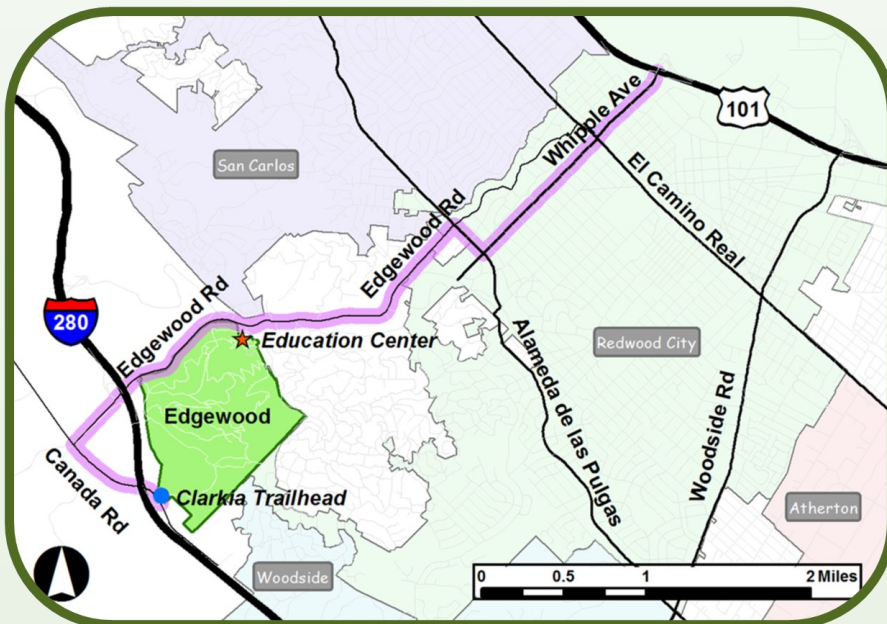 101
Whipple Ave
San Carlos
El Camino Real
Edgewood Rd
Edgewood Rd
280
Education Center
Redwood City
Alameda de las Pulgas
Edgewood
Woodside Rd
Canada Rd
Clarkia Trailhead
Atherton
Woodside
0 0.5 1 2 Miles